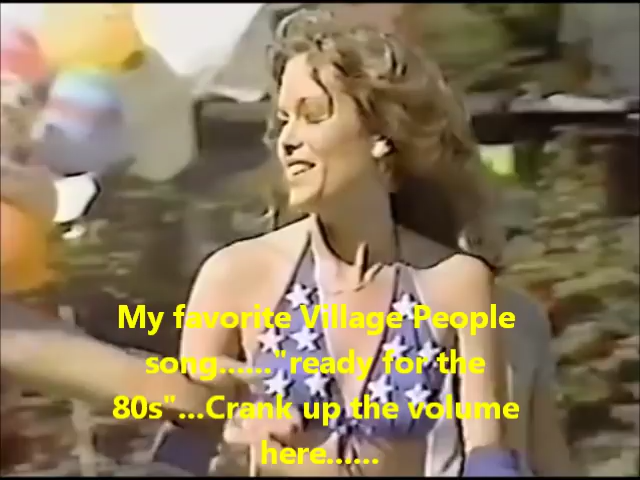 My favorite Village People
song......"ready for the
80s"...Crank up the volume
here......